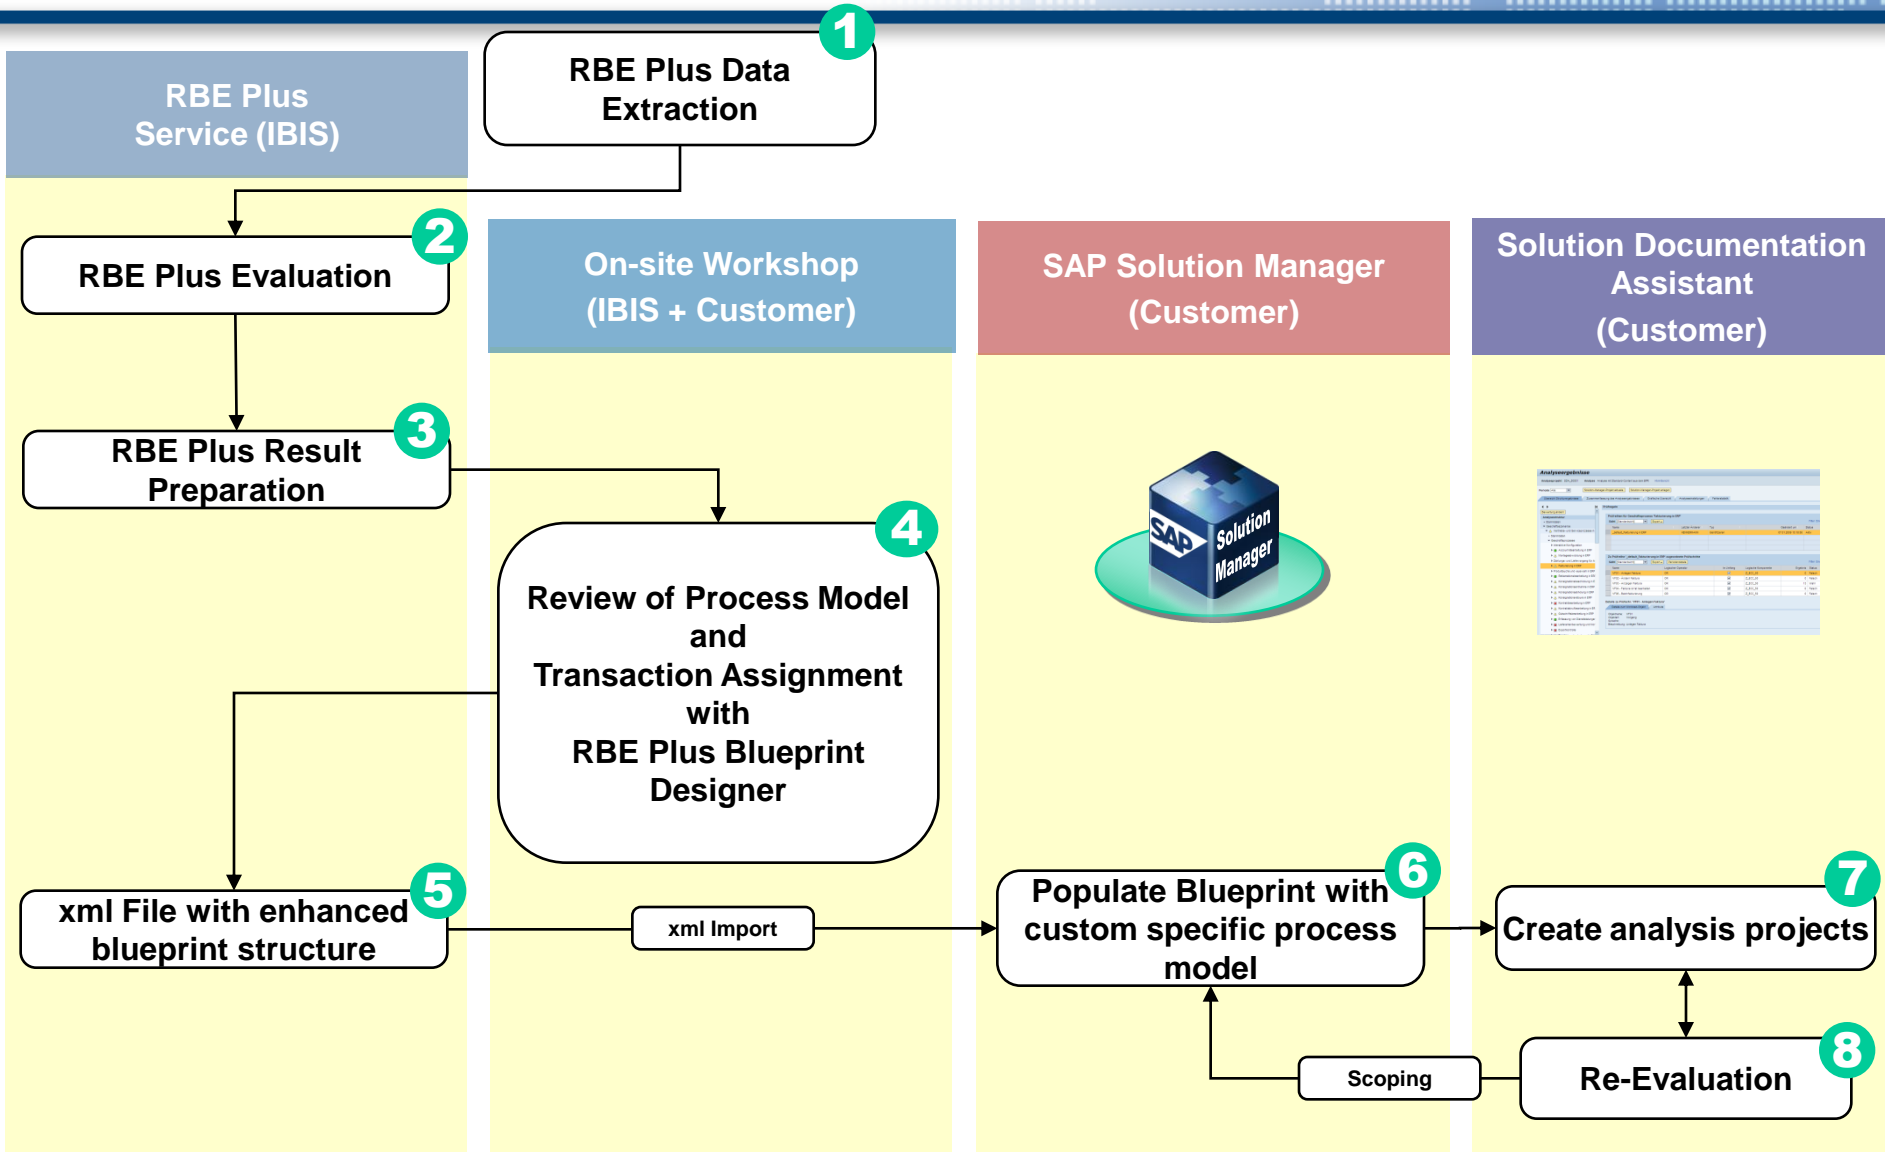 1
RBE Plus Data
Extraction
RBE Plus
Service (IBIS)
2
RBE Plus Evaluation
On-site Workshop
(IBIS + Customer)
SAP Solution Manager
(Customer)
Solution Documentation
Assistant
(Customer)
3
RBE Plus Result
Preparation
4
Review of Process Model
and
Transaction Assignment
with
RBE Plus Blueprint
Designer
SAP
Solution
Manager
Analyseergebnisse
5
xml File with enhanced
blueprint structure
xml Import
6
Populate Blueprint with
custom specific process
model
7
Create analysis projects
8
Re-Evaluation
Scoping